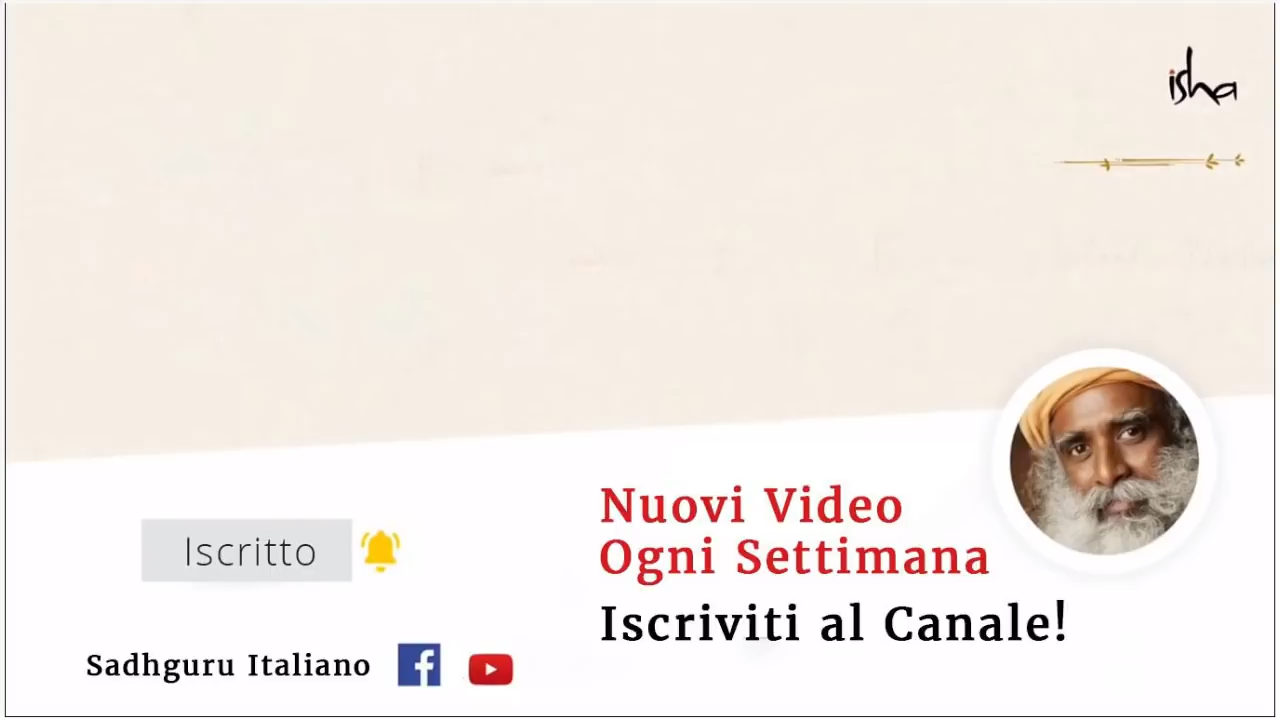 isha
Nuovi Video
Ogni Settimana
Iscriviti al Canale!
Iscritto
Sadhguru Italiano